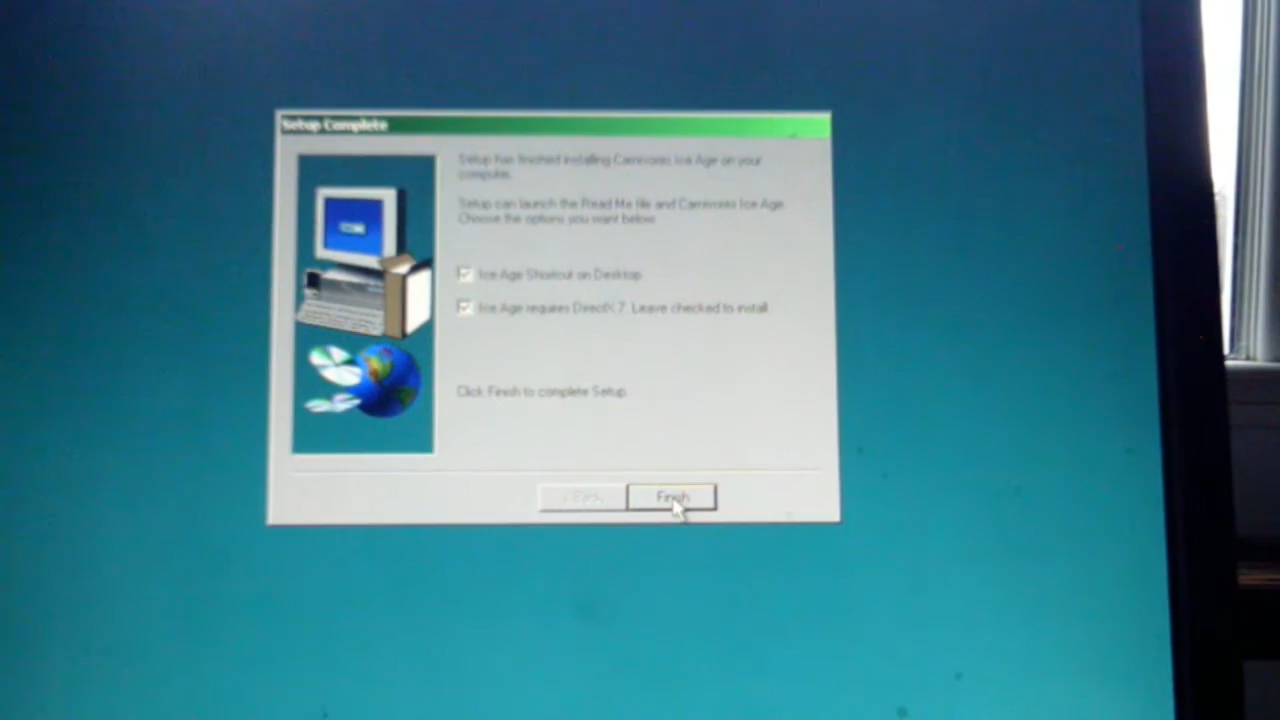 Setup Complete
Setup has finished installing Carnivores Ice Age on your
computer.
Setup can launch the Read Me file and Carnivores Ice Age.
Choose the options you want below.
Ice Age Shortcut on Desktop
Ice Age requires DirectX 7. Leave checked to install
Click Finish to complete Setup.
< Back
Finish